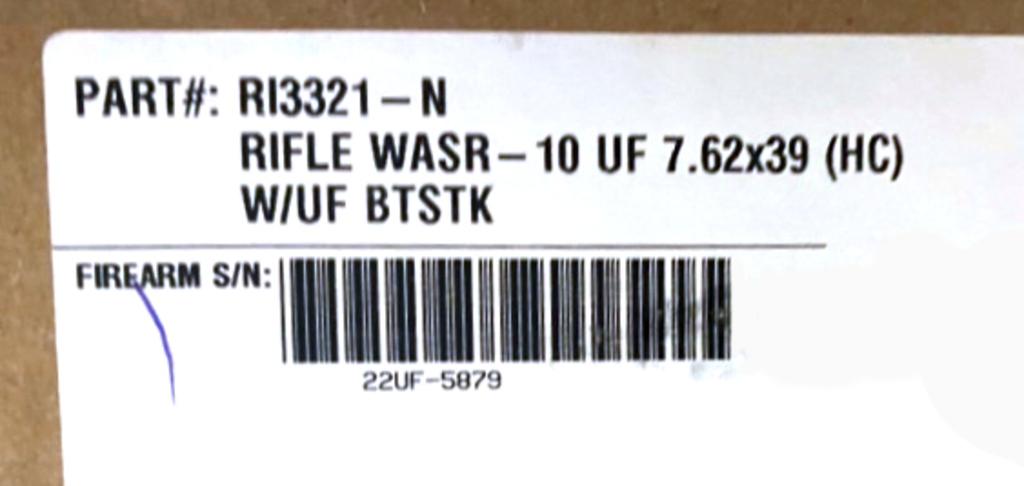 PART#: RI3321-N
RIFLE WASR-10 UF 7.62x39 (HC)
W/UF BTSTK
FIREARM S/N:
22UF-5879